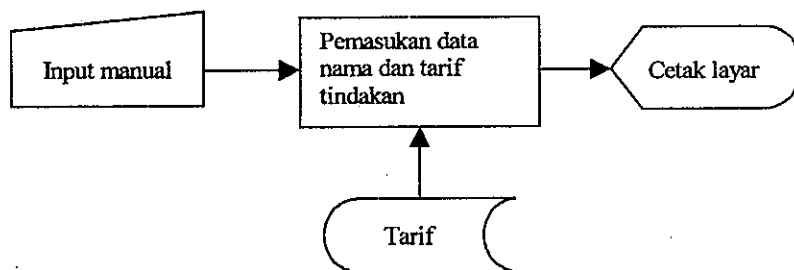 Input manual
Pemasukan data
nama dan tarif
tindakan
Cetak layar
Tarif